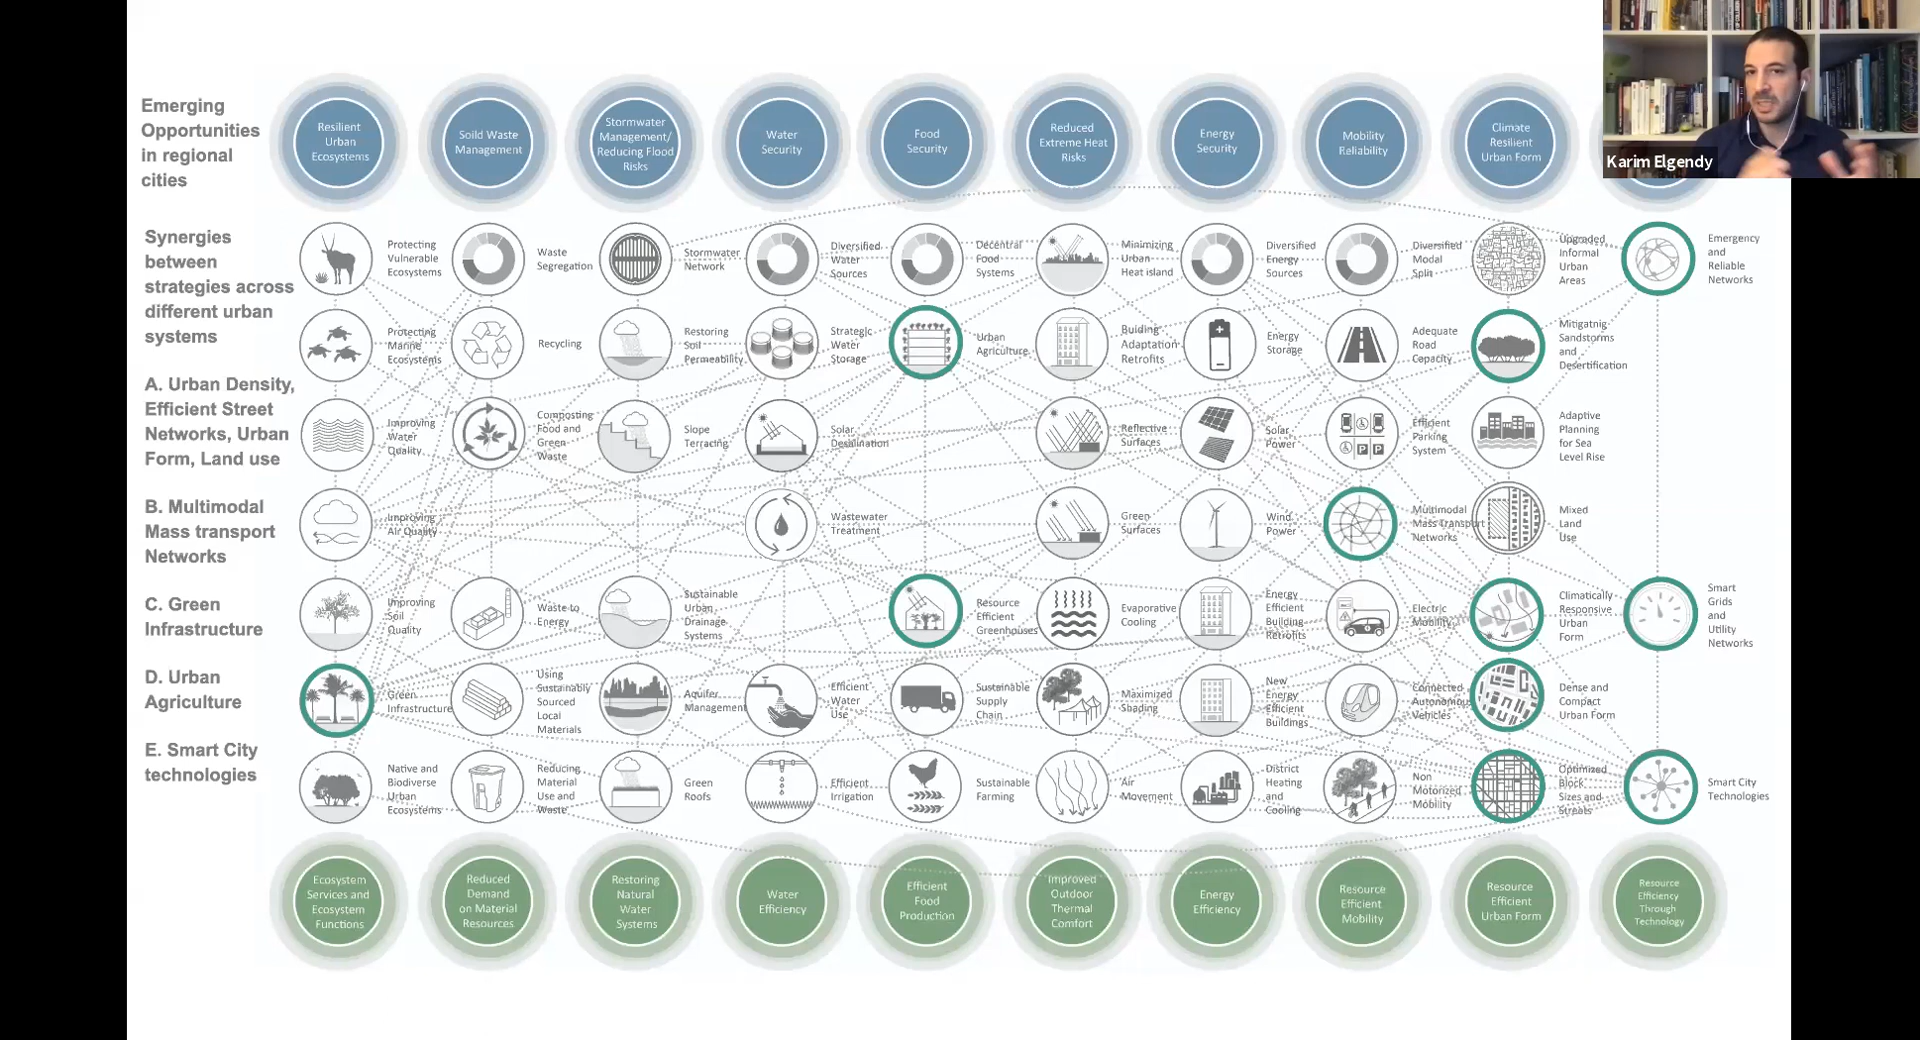 Emerging
Opportunities
in regional
cities
Resilient
Urban
Ecosystems
Soild Waste
Management
Stormwater
Management/
Reducing Flood
Risks
Water
Security
Food
Security
Reduced
Extreme Heat
Risks
Energy
Security
Mobility
Reliability
Climate
Resilient
Urban Form
Karim Elgendy
Synergies
between
strategies across
different urban
systems
A. Urban Density,
Efficient Street
Networks, Urban
Form, Land use
B. Multimodal
Mass transport
Networks
C. Green
Infrastructure
D. Urban
Agriculture
E. Smart City
technologies
Protecting
Vulnerable
Ecosystems
Waste
Segregation
Stormwater
Network
Diversified
Water
Sources
Decentral
Food
Systems
Minimizing
Urban
Heat island
Diversified
Energy
Sources
Diversified
Modal
Split
Upgraded
Informal
Urban
Areas
Emergency
and
Reliable
Networks
Protecting
Marine
Ecosystems
Recycling
Restoring
Soil
Permeability
Strategic
Water
Storage
Urban
Agriculture
Building
Adaptation
Retrofits
Energy
Storage
Adequate
Road
Capacity
Mitigatnig
Sandstorms
and
Desertification
Improving
Water
Quality
Composting
Food and
Green
Waste
Slope
Terracing
Solar
Desalination
Reflective
Surfaces
Solar
Power
Efficient
Parking
System
Adaptive
Planning
for Sea
Level Rise
Improving
Air Quality
Wastewater
Treatment
Green
Surfaces
Wind
Power
Multimodal
Mass Transport
Networks
Mixed
Land
Use
Improving
Soil
Quality
Waste to
Energy
Sustainable
Urban
Drainage
Systems
Resource
Efficient
Greenhouses
Evaporative
Cooling
Energy
Efficient
Building
Retrofits
Electric
Mobility
Climatically
Responsive
Urban
Form
Smart
Grids
and
Utility
Networks
Green
Infrastructure
Using
Sustainably
Sourced
Local
Materials
Aquifer
Management
Efficient
Water
Use
Sustainable
Supply
Chain
Maximized
Shading
New
Energy
Efficient
Buildings
Connected
Autonomous
Vehicles
Dense and
Compact
Urban Form
Native and
Biodiverse
Urban
Ecosystems
Reducing
Material
Use and
Waste
Green
Roofs
Efficient
Irrigation
Sustainable
Farming
Air
Movement
District
Heating
and
Cooling
Non
Motorized
Mobility
Optimized
Block
Sizes and
Streets
Smart City
Technologies
Ecosystem
Services and
Ecosystem
Functions
Reduced
Demand
on Material
Resources
Restoring
Natural
Water
Systems
Water
Efficiency
Efficient
Food
Production
Improved
Outdoor
Thermal
Comfort
Energy
Efficiency
Resource
Efficient
Mobility
Resource
Efficient
Urban Form
Resource
Efficiency
Through
Technology